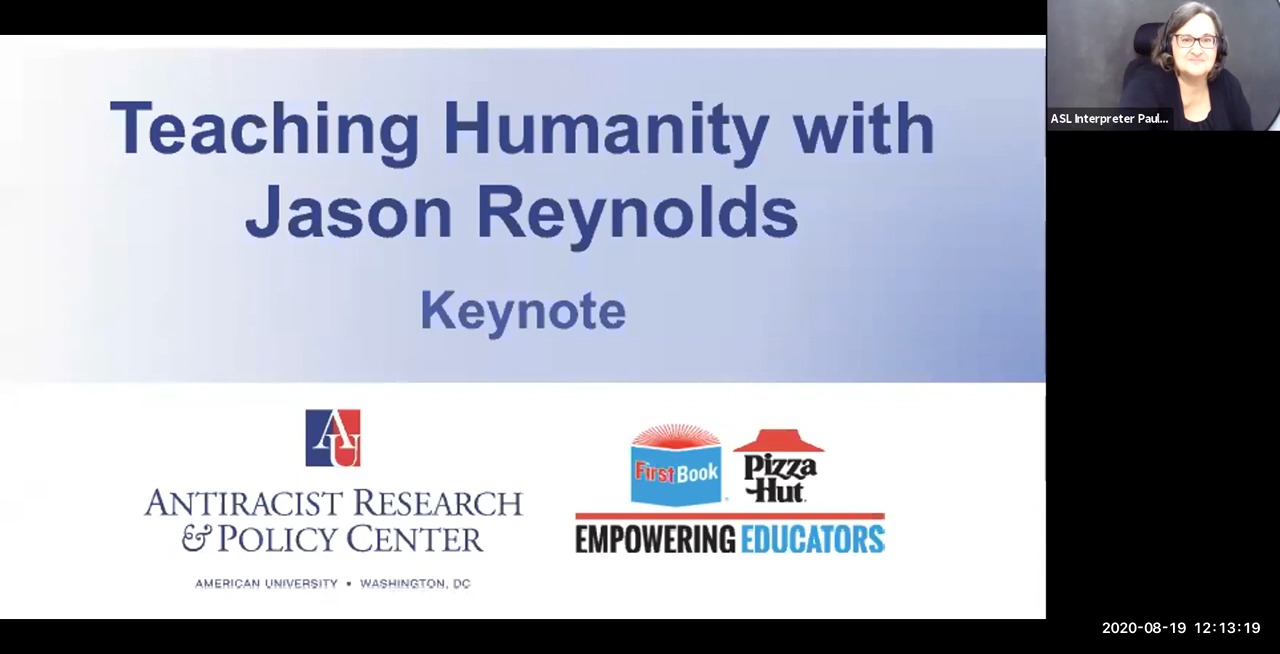 Teaching Humanity with
Jason Reynolds
Keynote
AU
ANTIRACIST RESEARCH
& POLICY CENTER
AMERICAN UNIVERSITY • WASHINGTON, DC
First Book
Pizza
Hut
EMPOWERING EDUCATORS
ASL Interpreter Paul...
2020-08-19 12:13:19